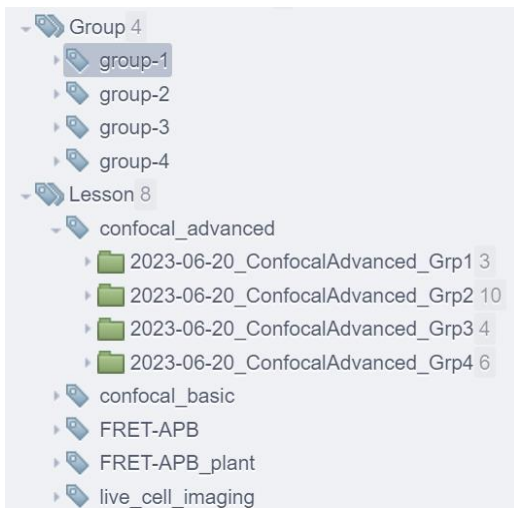 Group 4
group-1
group-2
group-3
group-4
Lesson 8
confocal_advanced
2023-06-20_ConfocalAdvanced_Grp1 3
2023-06-20_ConfocalAdvanced_Grp2 10
2023-06-20_ConfocalAdvanced_Grp3 4
2023-06-20_ConfocalAdvanced_Grp4 6
confocal_basic
FRET-APB
FRET-APB_plant
live_cell_imaging